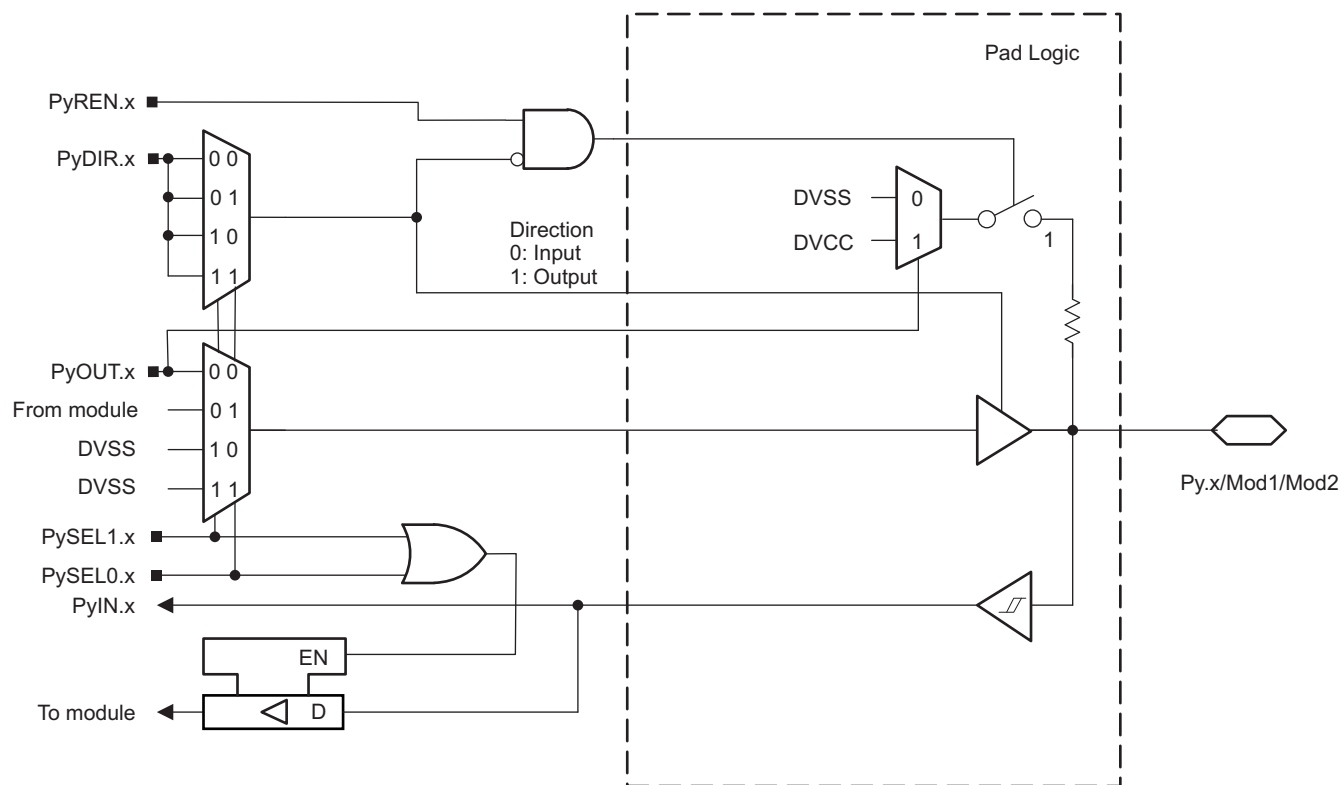 Pad Logic
PyREN.x
PyDIR.x
0 0
0 1
1 0
1 1
Direction
0: Input
1: Output
DVSS
0
DVCC
1
1
PyOUT.x
0 0
From module
0 1
DVSS
1 0
DVSS
1 1
Py.x/Mod1/Mod2
PySEL1.x
PySEL0.x
PyIN.x
EN
To module
D